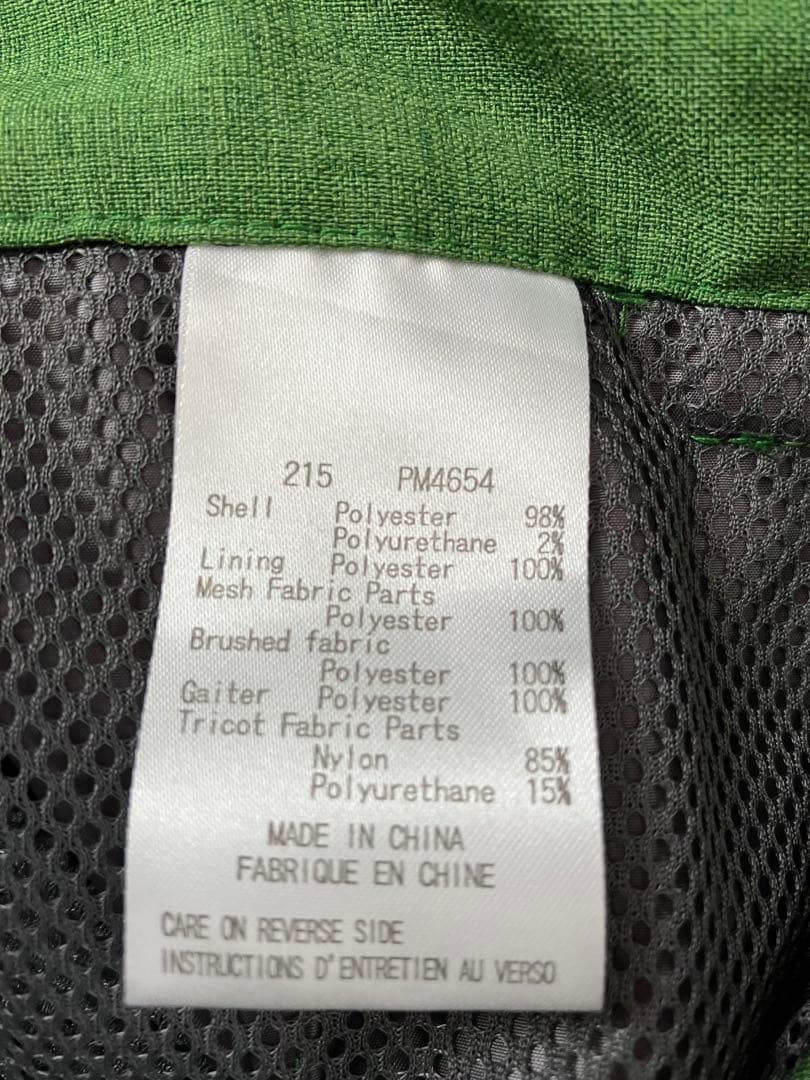 215 PM4654
Shell Polyester 98%
Polyurethane 2%
Lining Polyester 100%
Mesh Fabric Parts
Polyester 100%
Brushed fabric
Polyester 100%
Gaiter Polyester 100%
Tricot Fabric Parts
Nylon 85%
Polyurethane 15%
MADE IN CHINA
FABRIQUE EN CHINE
CARE ON REVERSE SIDE
INSTRUCTIONS D'ENTRETIEN AU VERSO